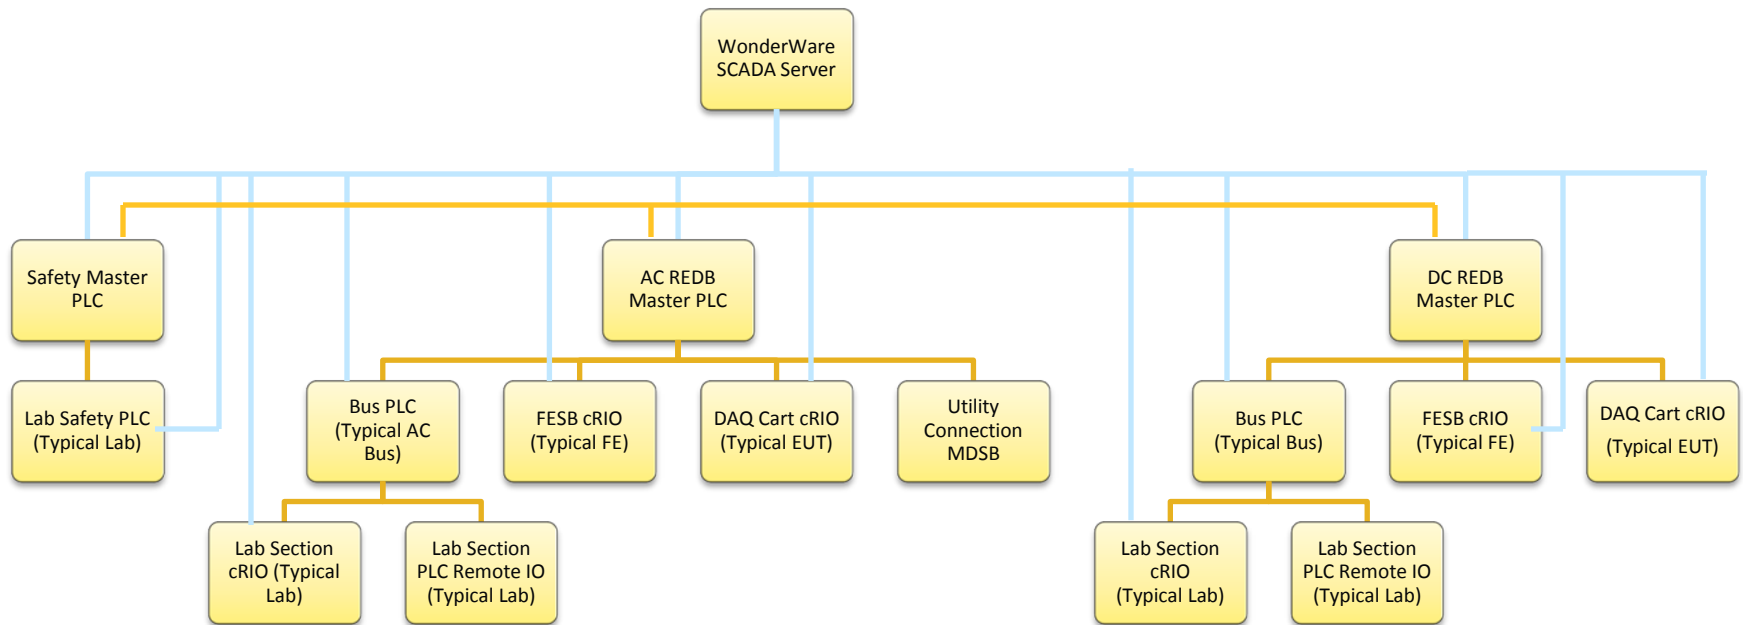 WonderWare
SCADA Server
Safety Master
PLC
AC REDB
Master PLC
DC REDB
Master PLC
Lab Safety PLC
(Typical Lab)
Bus PLC
(Typical AC
Bus)
FESB cRIO
(Typical FE)
DAQ Cart cRIO
(Typical EUT)
Utility
Connection
MDSB
Bus PLC
(Typical Bus)
FESB cRIO
(Typical FE)
DAQ Cart cRIO
(Typical EUT)
Lab Section
cRIO (Typical
Lab)
Lab Section
PLC Remote IO
(Typical Lab)
Lab Section
cRIO
(Typical Lab)
Lab Section
PLC Remote IO
(Typical Lab)